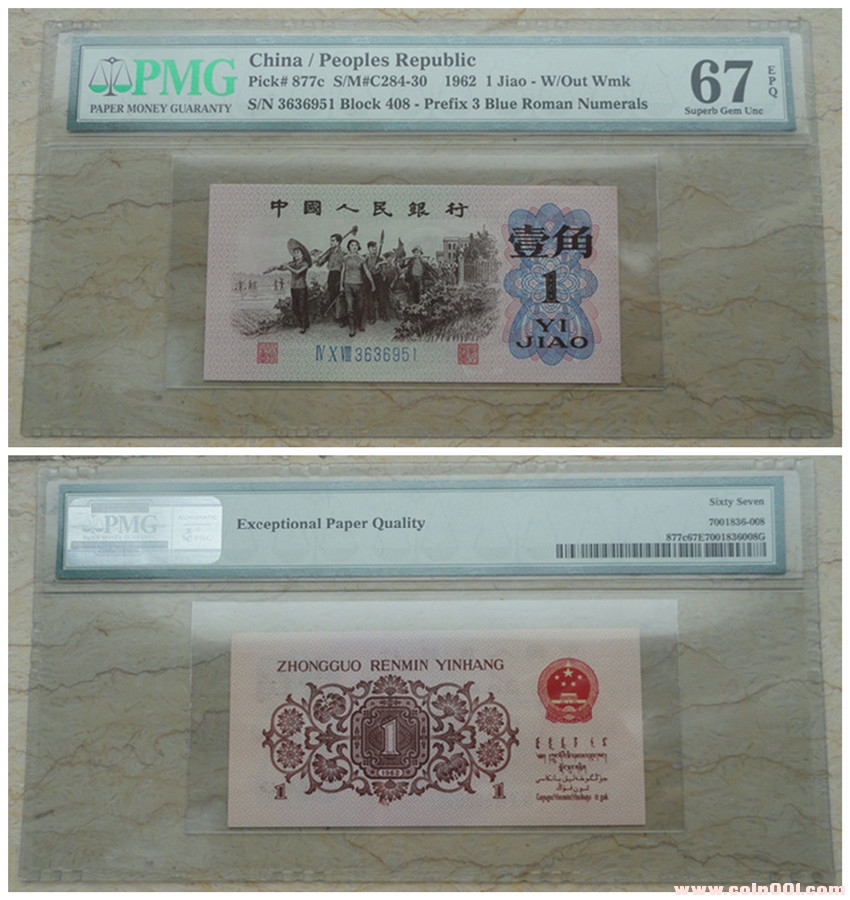 PMG
PAPER MONEY GUARANTY
China / Peoples Republic
Pick# 877c S/M#C284-30 1962 1 Jiao - W/Out Wmk
S/N 3636951 Block 408 - Prefix 3 Blue Roman Numerals
67
EPQ
Superb Gem Unc
中國人民銀行
壹角
1
YI
JIAO
Ⅳ Ⅹ Ⅷ 3636951
PMG
PAPER MONEY GUARANTY
Exceptional Paper Quality
Sixty Seven
7001836-008
877c67E7001836008G
ZHONGGUO RENMIN YINHANG
1
1962
1 1
www.coin001.com